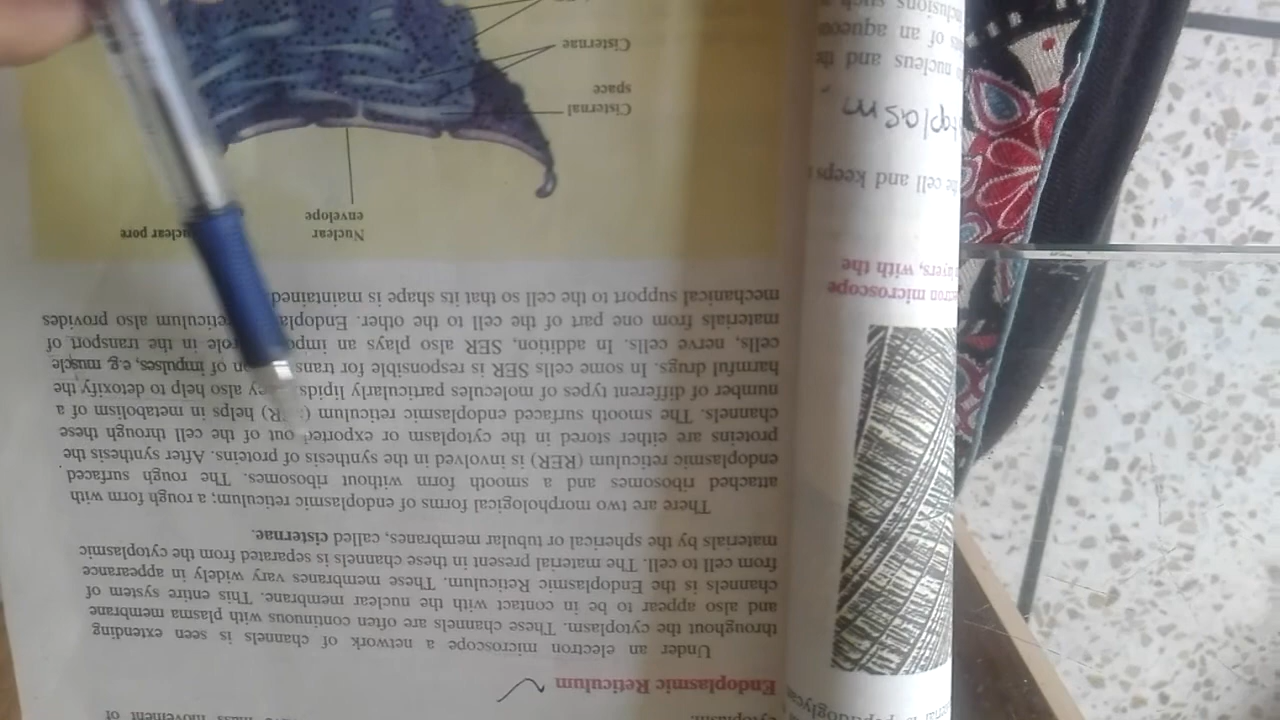 Endoplasmic Reticulum
Under an electron microscope a network of channels is seen extending
throughout the cytoplasm. These channels are often continuous with plasma membrane
and also appear to be in contact with the nuclear membrane. This entire system of
channels is the Endoplasmic Reticulum. These membranes vary widely in appearance
from cell to cell. The material present in these channels is separated from the cytoplasmic
materials by the spherical or tubular membranes, called cisternae.
There are two morphological forms of endoplasmic reticulum; a rough form with
attached ribosomes and a smooth form without ribosomes. The rough surfaced
endoplasmic reticulum (RER) is involved in the synthesis of proteins. After synthesis the
proteins are either stored in the cytoplasm or exported out of the cell through these
channels. The smooth surfaced endoplasmic reticulum ( helps in metabolism of a
number of different types of molecules particularly lipids. also help to detoxify the
harmful drugs. In some cells SER is responsible for of impulses, e.g. muscle
cells, nerve cells. In addition, SER also plays an role in the transport of
materials from one part of the cell to the other. reticulum also provides
mechanical support to the cell so that its shape is maintained
Nuclear
envelope
pore
Cisternal
space
Cisternae
microscope
with the
cell and keeps
nucleus and
of an